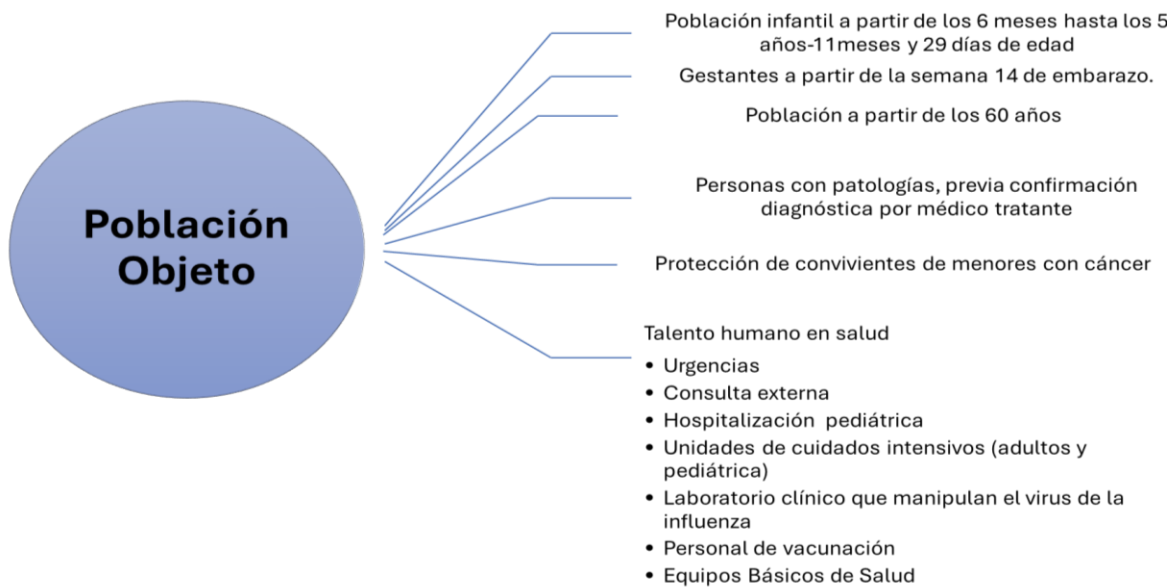 Población
Objeto
Población infantil a partir de los 6 meses hasta los 5
años-11meses y 29 días de edad
Gestantes a partir de la semana 14 de embarazo.
Población a partir de los 60 años
Personas con patologías, previa confirmación
diagnóstica por médico tratante
Protección de convivientes de menores con cáncer
Talento humano en salud
• Urgencias
• Consulta externa
• Hospitalización pediátrica
• Unidades de cuidados intensivos (adultos y
pediátrica)
• Laboratorio clínico que manipulan el virus de la
influenza
• Personal de vacunación
• Equipos Básicos de Salud